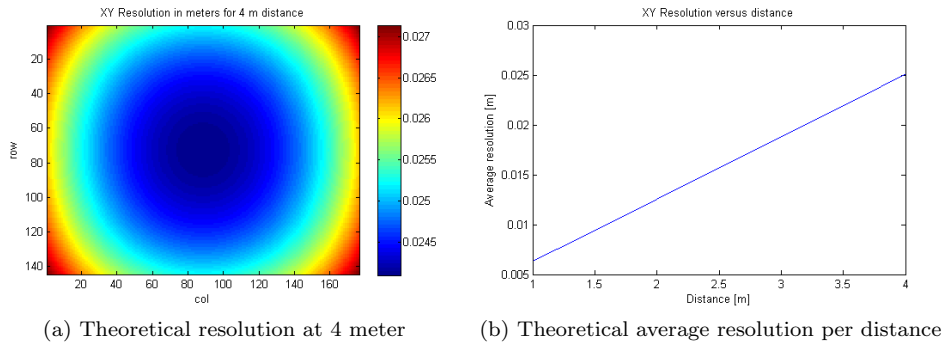 XY Resolution in meters for 4 m distance
20
40
60
80
100
120
140
row
20 40 60 80 100 120 140 160
col
0.027
0.0265
0.026
0.0255
0.025
0.0245
(a) Theoretical resolution at 4 meter
XY Resolution versus distance
0.03
0.025
0.02
0.015
0.01
0.005
Average resolution [m]
1 1.5 2 2.5 3 3.5 4
Distance [m]
(b) Theoretical average resolution per distance